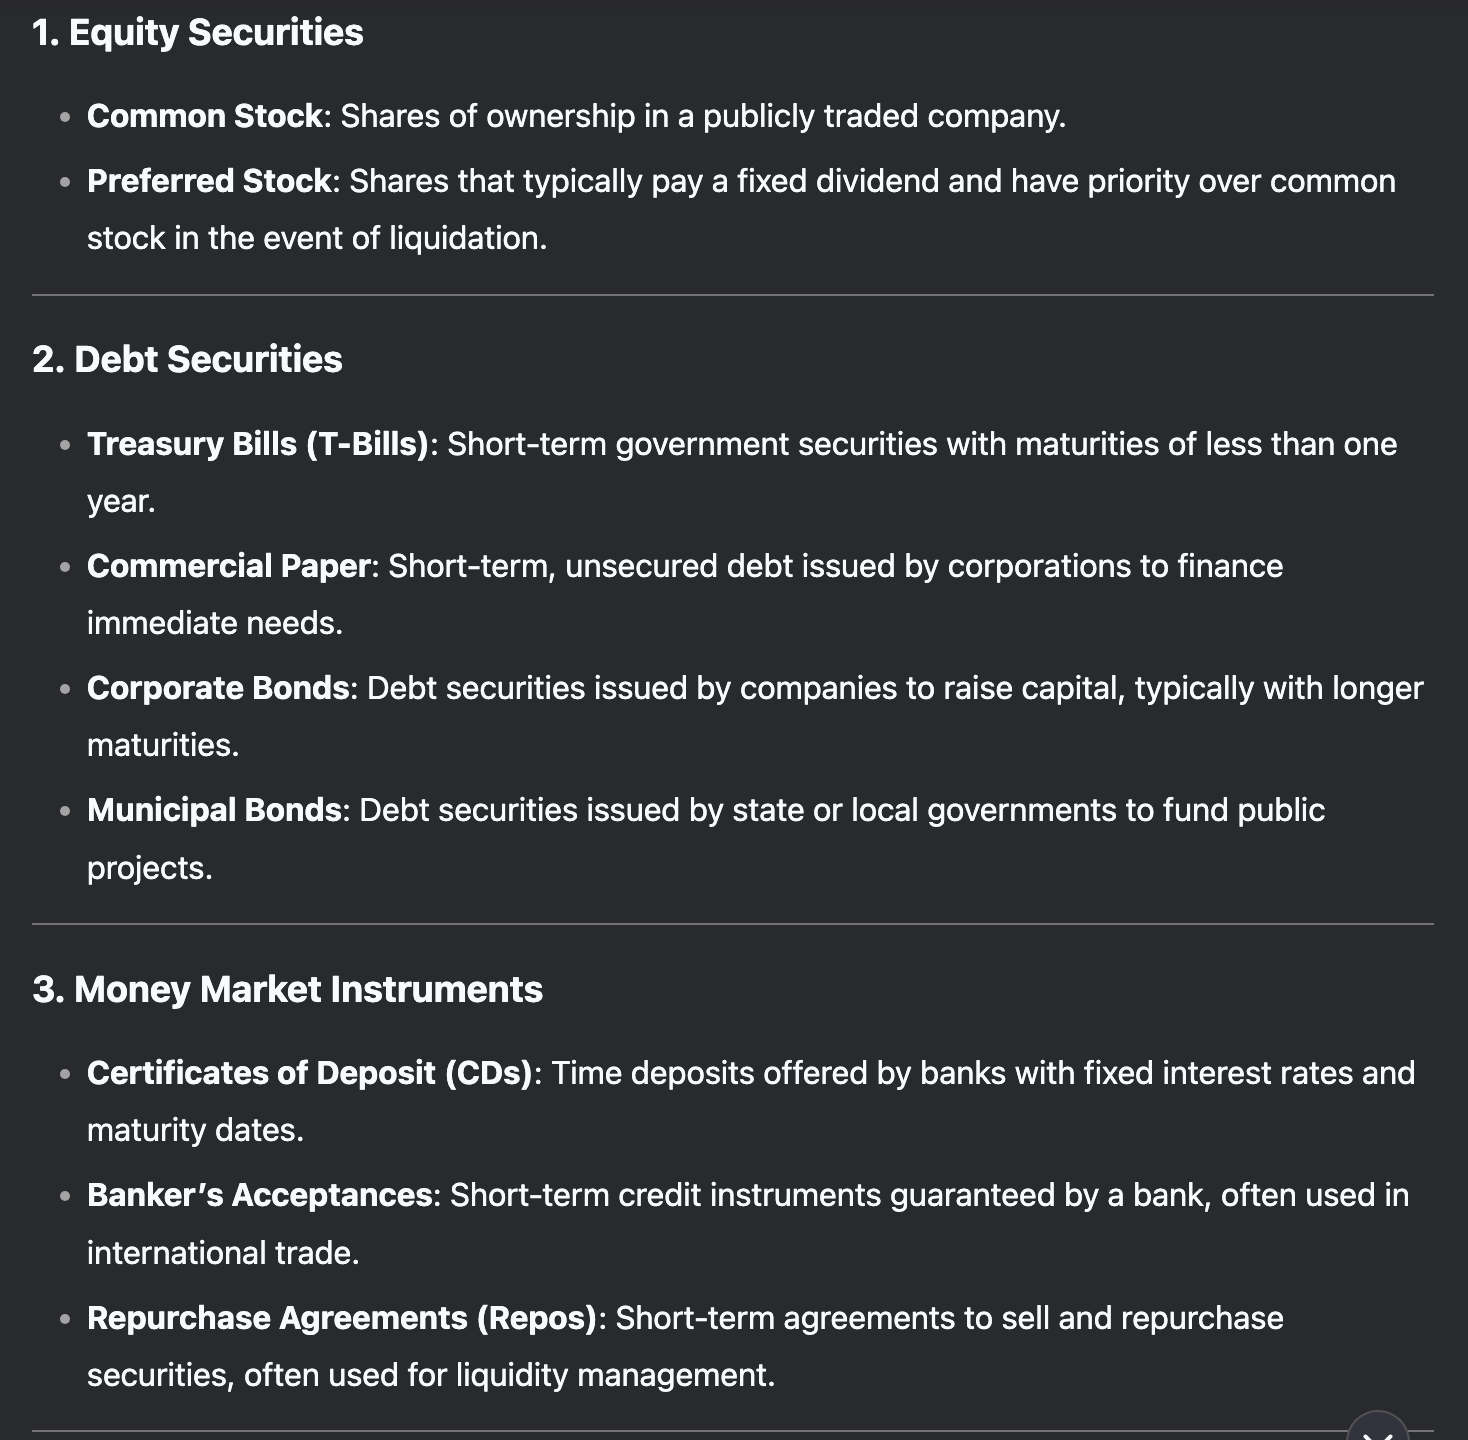 1. Equity Securities
• Common Stock: Shares of ownership in a publicly traded company.
• Preferred Stock: Shares that typically pay a fixed dividend and have priority over common
stock in the event of liquidation.
2. Debt Securities
• Treasury Bills (T-Bills): Short-term government securities with maturities of less than one
year.
• Commercial Paper: Short-term, unsecured debt issued by corporations to finance
immediate needs.
• Corporate Bonds: Debt securities issued by companies to raise capital, typically with longer
maturities.
• Municipal Bonds: Debt securities issued by state or local governments to fund public
projects.
3. Money Market Instruments
• Certificates of Deposit (CDs): Time deposits offered by banks with fixed interest rates and
maturity dates.
• Banker’s Acceptances: Short-term credit instruments guaranteed by a bank, often used in
international trade.
• Repurchase Agreements (Repos): Short-term agreements to sell and repurchase
securities, often used for liquidity management.